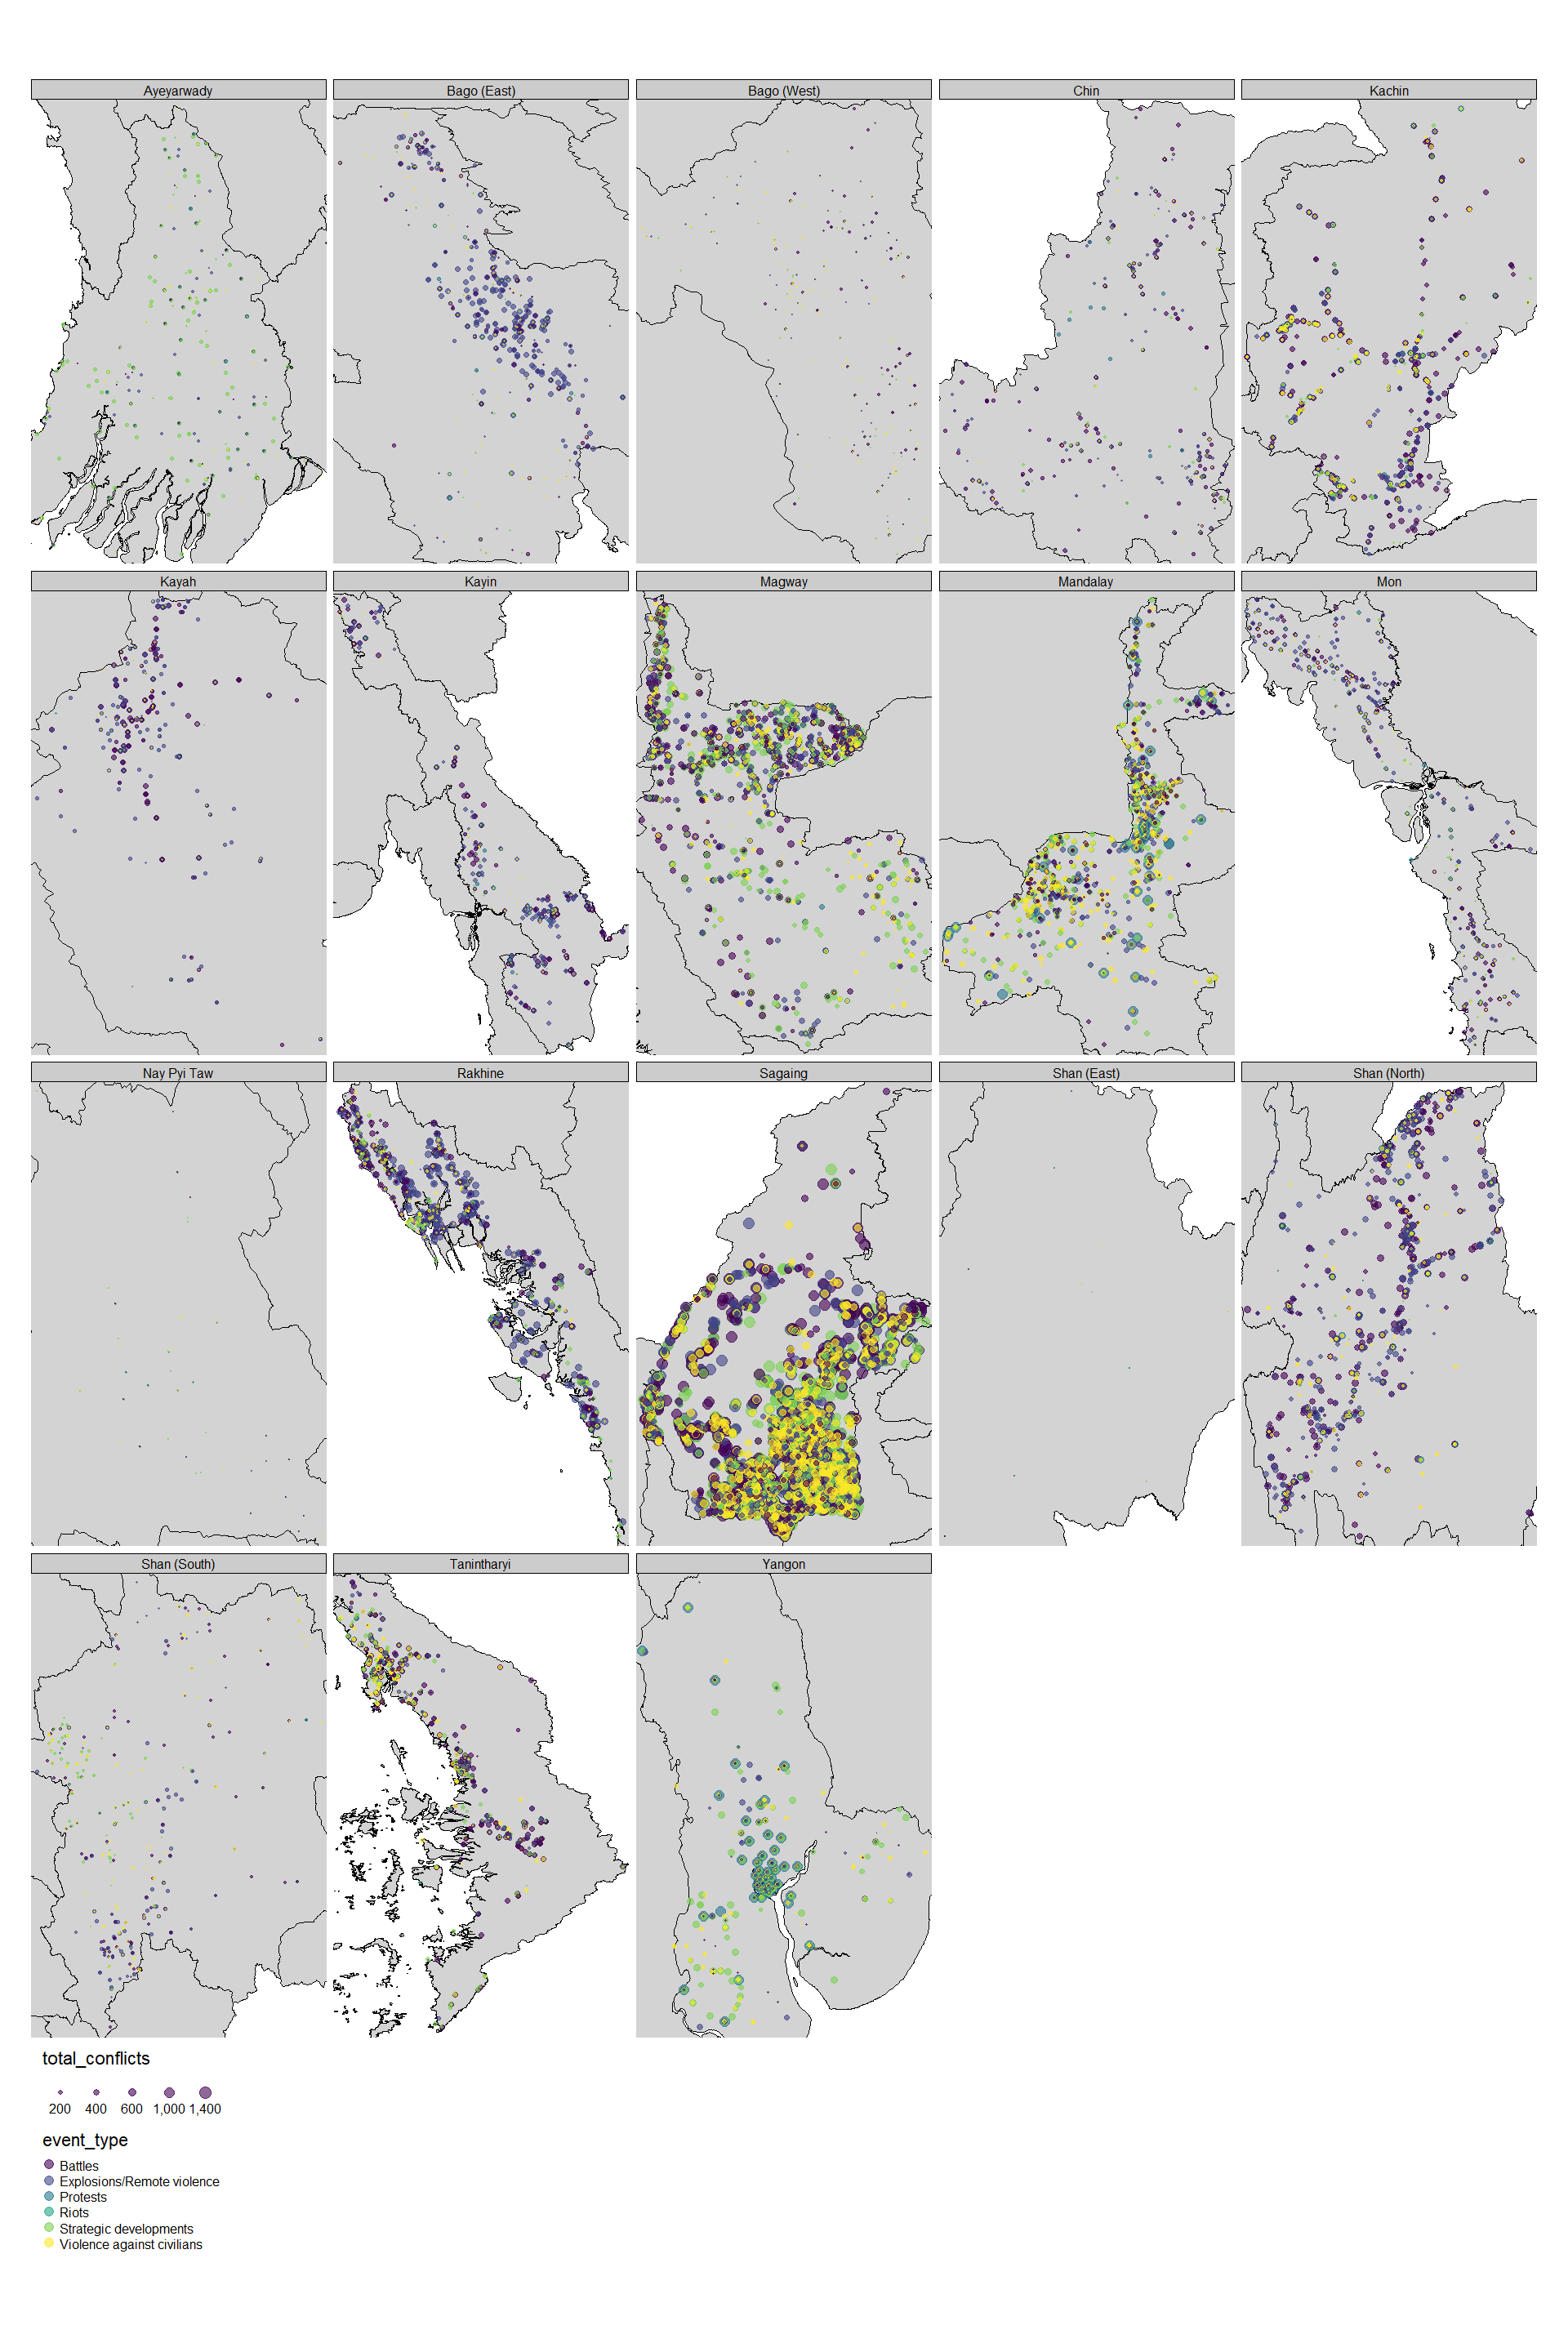 Ayeyarwady
Bago (East)
Bago (West)
Chin
Kachin
Kayah
Kayin
Magway
Mandalay
Mon
Nay Pyi Taw
Rakhine
Sagaing
Shan (East)
Shan (North)
Shan (South)
Tanintharyi
Yangon
total_conflicts
200 400 600 1,000 1,400
event_type
Battles
Explosions/Remote violence
Protests
Riots
Strategic developments
Violence against civilians